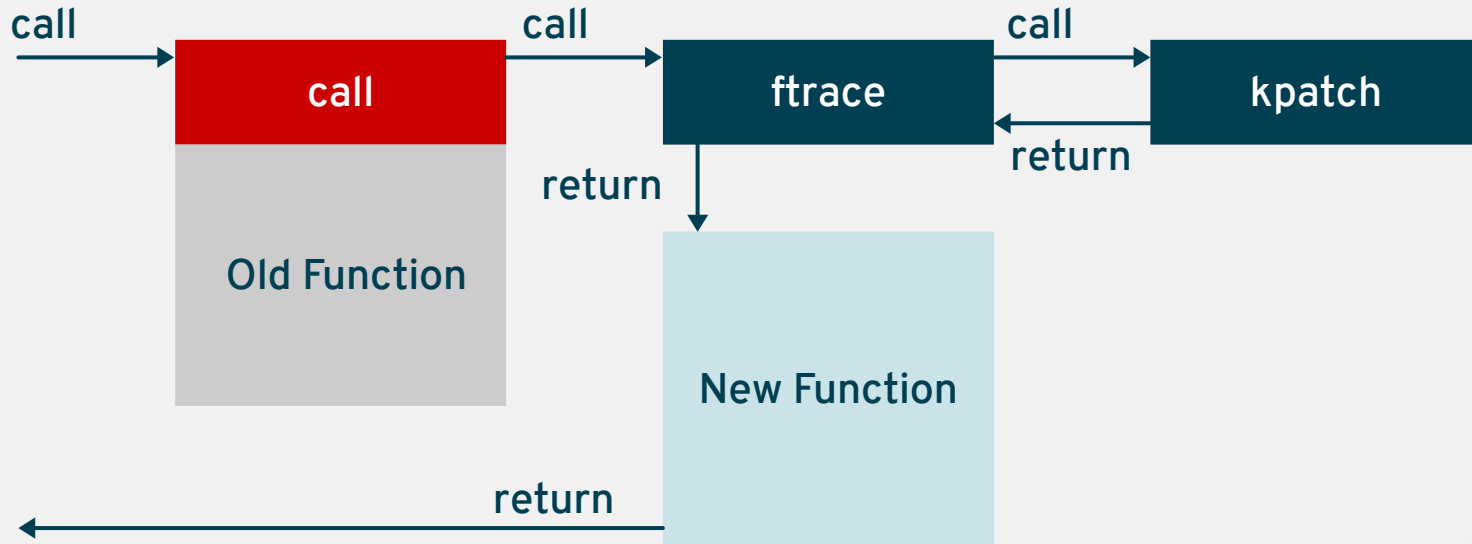 call
call
call
call
ftrace
kpatch
return
return
Old Function
New Function
return